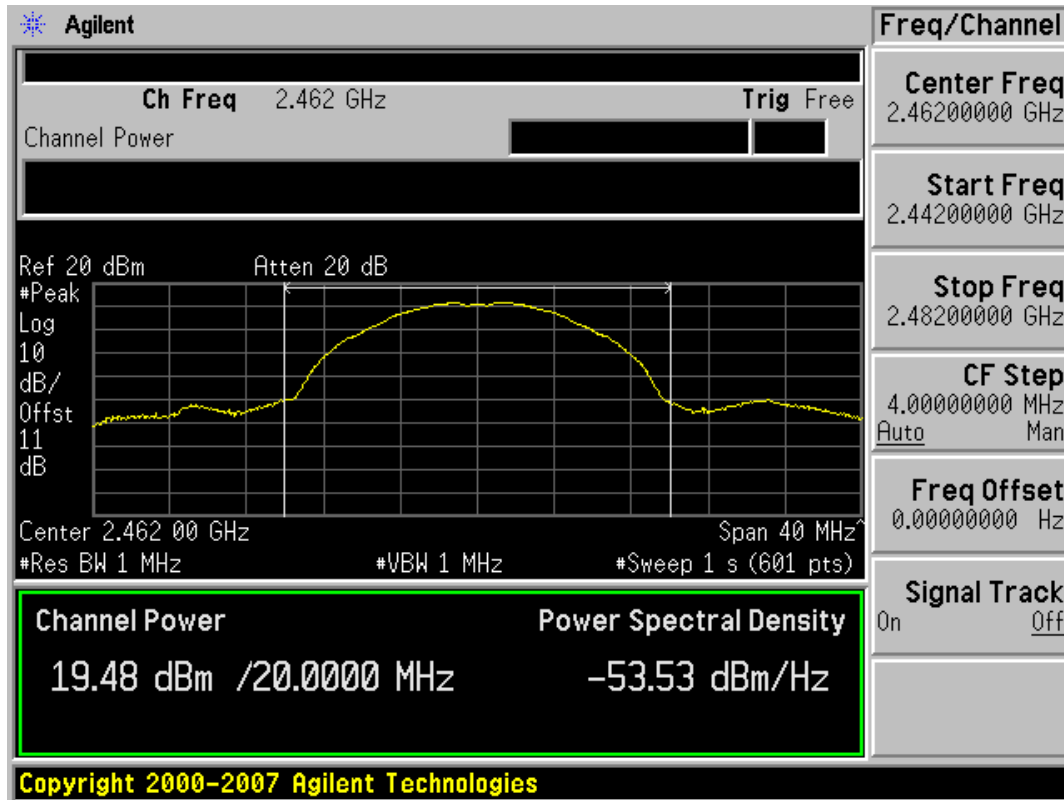 Agilent
Freq/Channel
Ch Freq 2.462 GHz Trig Free
Channel Power
Ref 20 dBm Atten 20 dB
#Peak
Log
10
dB/
Offst
11
dB
Center 2.462 00 GHz Span 40 MHz^
#Res BW 1 MHz #VBW 1 MHz #Sweep 1 s (601 pts)
Channel Power Power Spectral Density
19.48 dBm /20.0000 MHz -53.53 dBm/Hz
Copyright 2000-2007 Agilent Technologies
Center Freq
2.46200000 GHz
Start Freq
2.44200000 GHz
Stop Freq
2.48200000 GHz
CF Step
4.00000000 MHz
Auto Man
Freq Offset
0.00000000 Hz
Signal Track
On Off